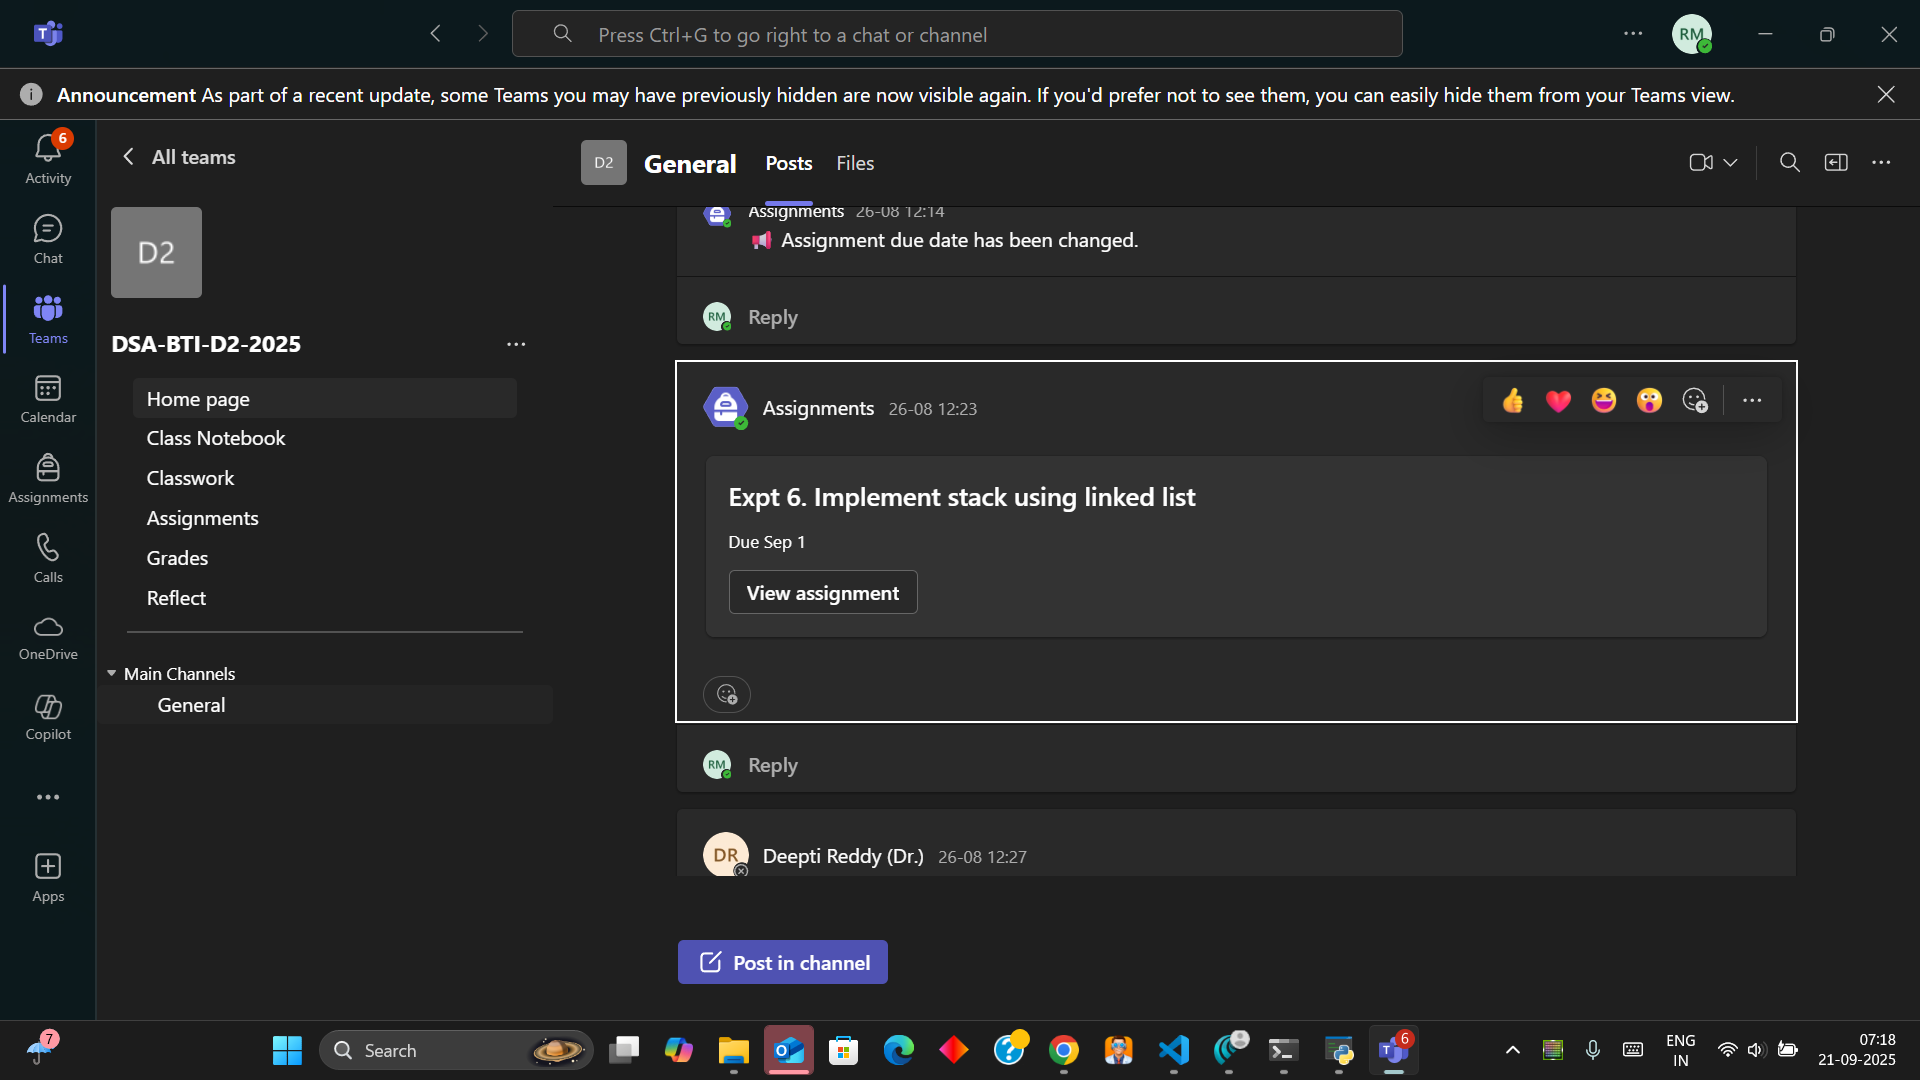 Press Ctrl+G to go right to a chat or channel
RM
Announcement As part of a recent update, some Teams you may have previously hidden are now visible again. If you'd prefer not to see them, you can easily hide them from your Teams view.
6
Activity
Chat
Teams
Calendar
Assignments
Calls
OneDrive
Copilot
Apps
All teams
D2
DSA-BTI-D2-2025
Home page
Class Notebook
Classwork
Assignments
Grades
Reflect
Main Channels
General
D2
General
Posts
Files
Assignments 26-08 12:14
Assignment due date has been changed.
RM
Reply
Assignments 26-08 12:23
Expt 6. Implement stack using linked list
Due Sep 1
View assignment
RM
Reply
DR
Deepti Reddy (Dr.) 26-08 12:27
Post in channel
7
Search
6
ENG
IN
07:18
21-09-2025